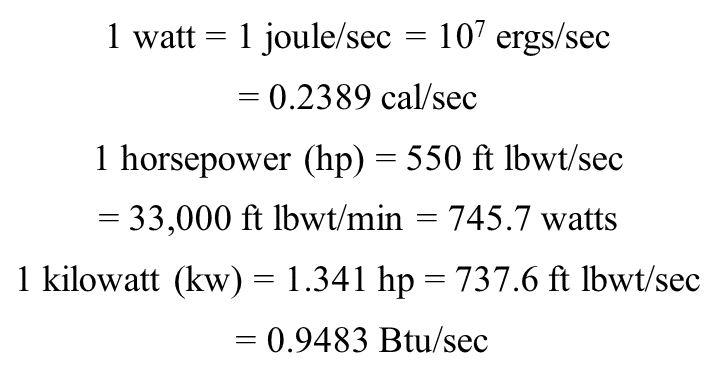 1 watt = 1 joule/sec = 10⁷ ergs/sec
= 0.2389 cal/sec
1 horsepower (hp) = 550 ft lbwt/sec
= 33,000 ft lbwt/min = 745.7 watts
1 kilowatt (kw) = 1.341 hp = 737.6 ft lbwt/sec
= 0.9483 Btu/sec